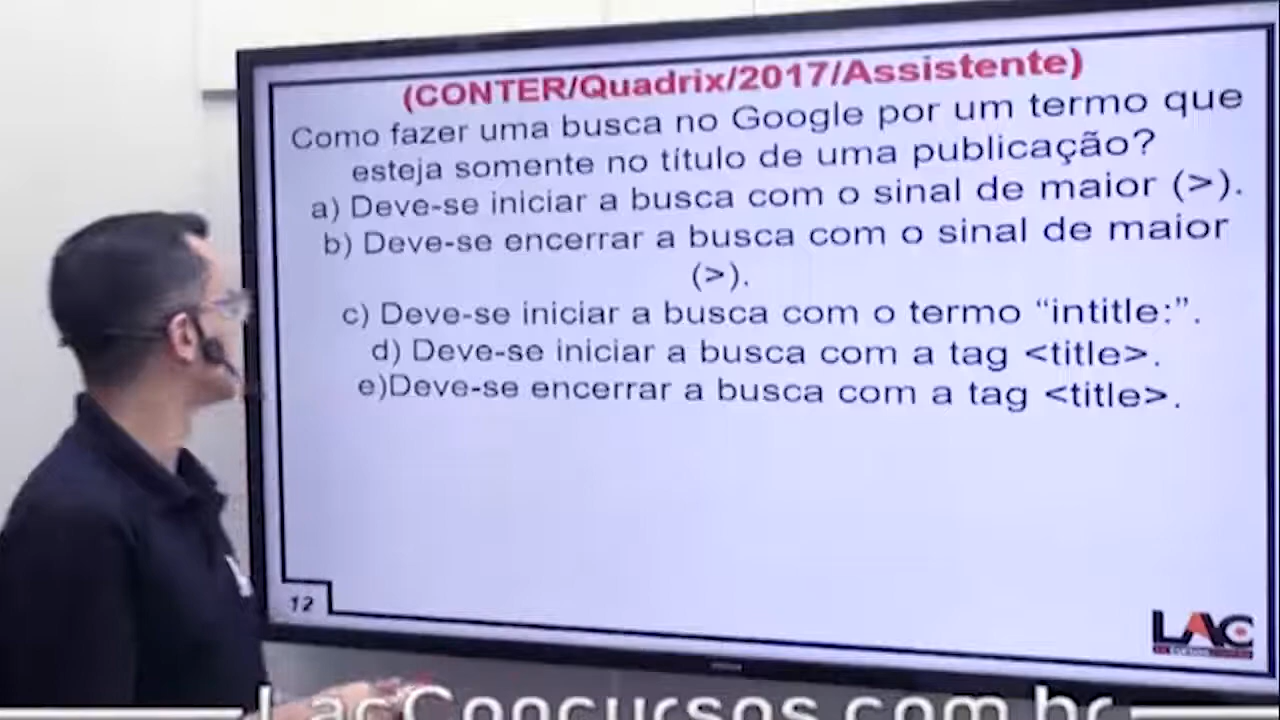 (CONTER/Quadrix/2017/Assistente)
Como fazer uma busca no Google por um termo que
esteja somente no título de uma publicação?
a) Deve-se iniciar a busca com o sinal de maior (>).
b) Deve-se encerrar a busca com o sinal de maior
(>).
c) Deve-se iniciar a busca com o termo “intitle:”.
d) Deve-se iniciar a busca com a tag <title>.
e)Deve-se encerrar a busca com a tag <title>.
12
LAC
LacConcursos.com.br